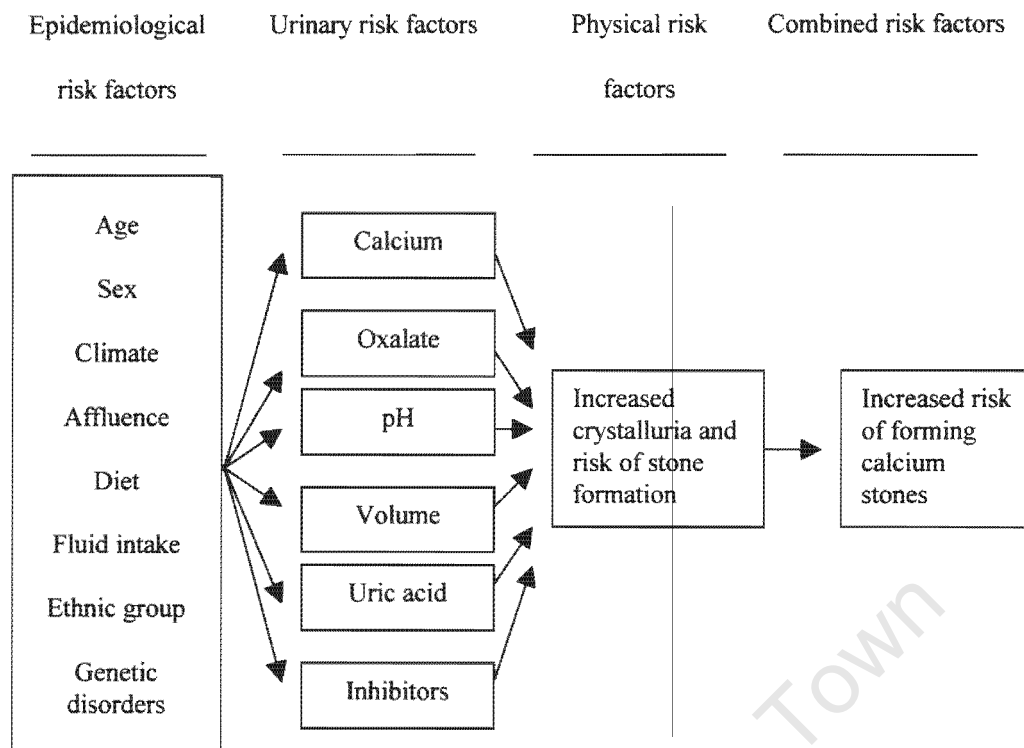 Epidemiological
risk factors
Urinary risk factors
Physical risk
factors
Combined risk factors
Age
Sex
Climate
Affluence
Diet
Fluid intake
Ethnic group
Genetic
disorders
Calcium
Oxalate
pH
Volume
Uric acid
Inhibitors
Increased
crystalluria and
risk of stone
formation
Increased risk
of forming
calcium
stones
Town